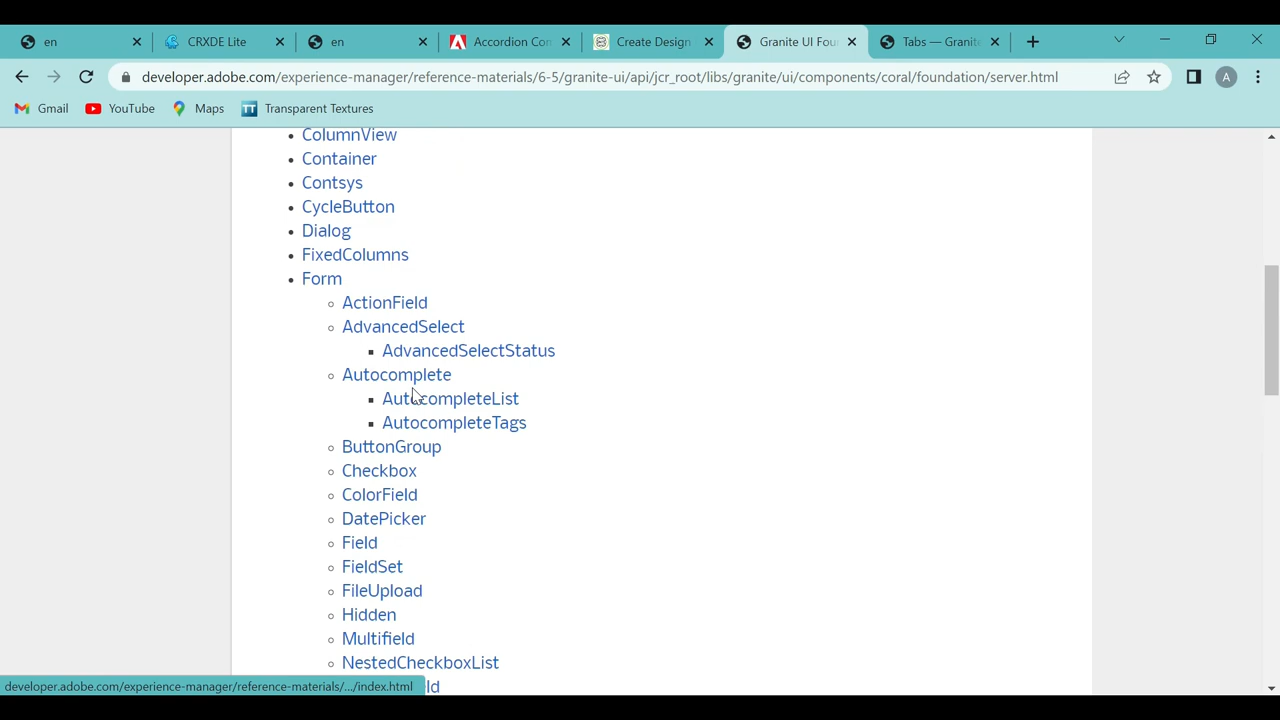 en
CRXDE Lite
en
Accordion Con
Create Design
Granite UI Fou
Tabs — Granit
developer.adobe.com/experience-manager/reference-materials/6-5/granite-ui/api/jcr_root/libs/granite/ui/components/coral/foundation/server.html
A
Gmail
YouTube
Maps
TT
Transparent Textures
ColumnView
Container
Contsys
CycleButton
Dialog
FixedColumns
Form
ActionField
AdvancedSelect
AdvancedSelectStatus
Autocomplete
AutocompleteList
AutocompleteTags
ButtonGroup
Checkbox
ColorField
DatePicker
Field
FieldSet
FileUpload
Hidden
Multifield
NestedCheckboxList
developer.adobe.com/experience-manager/reference-materials/.../index.html
ld